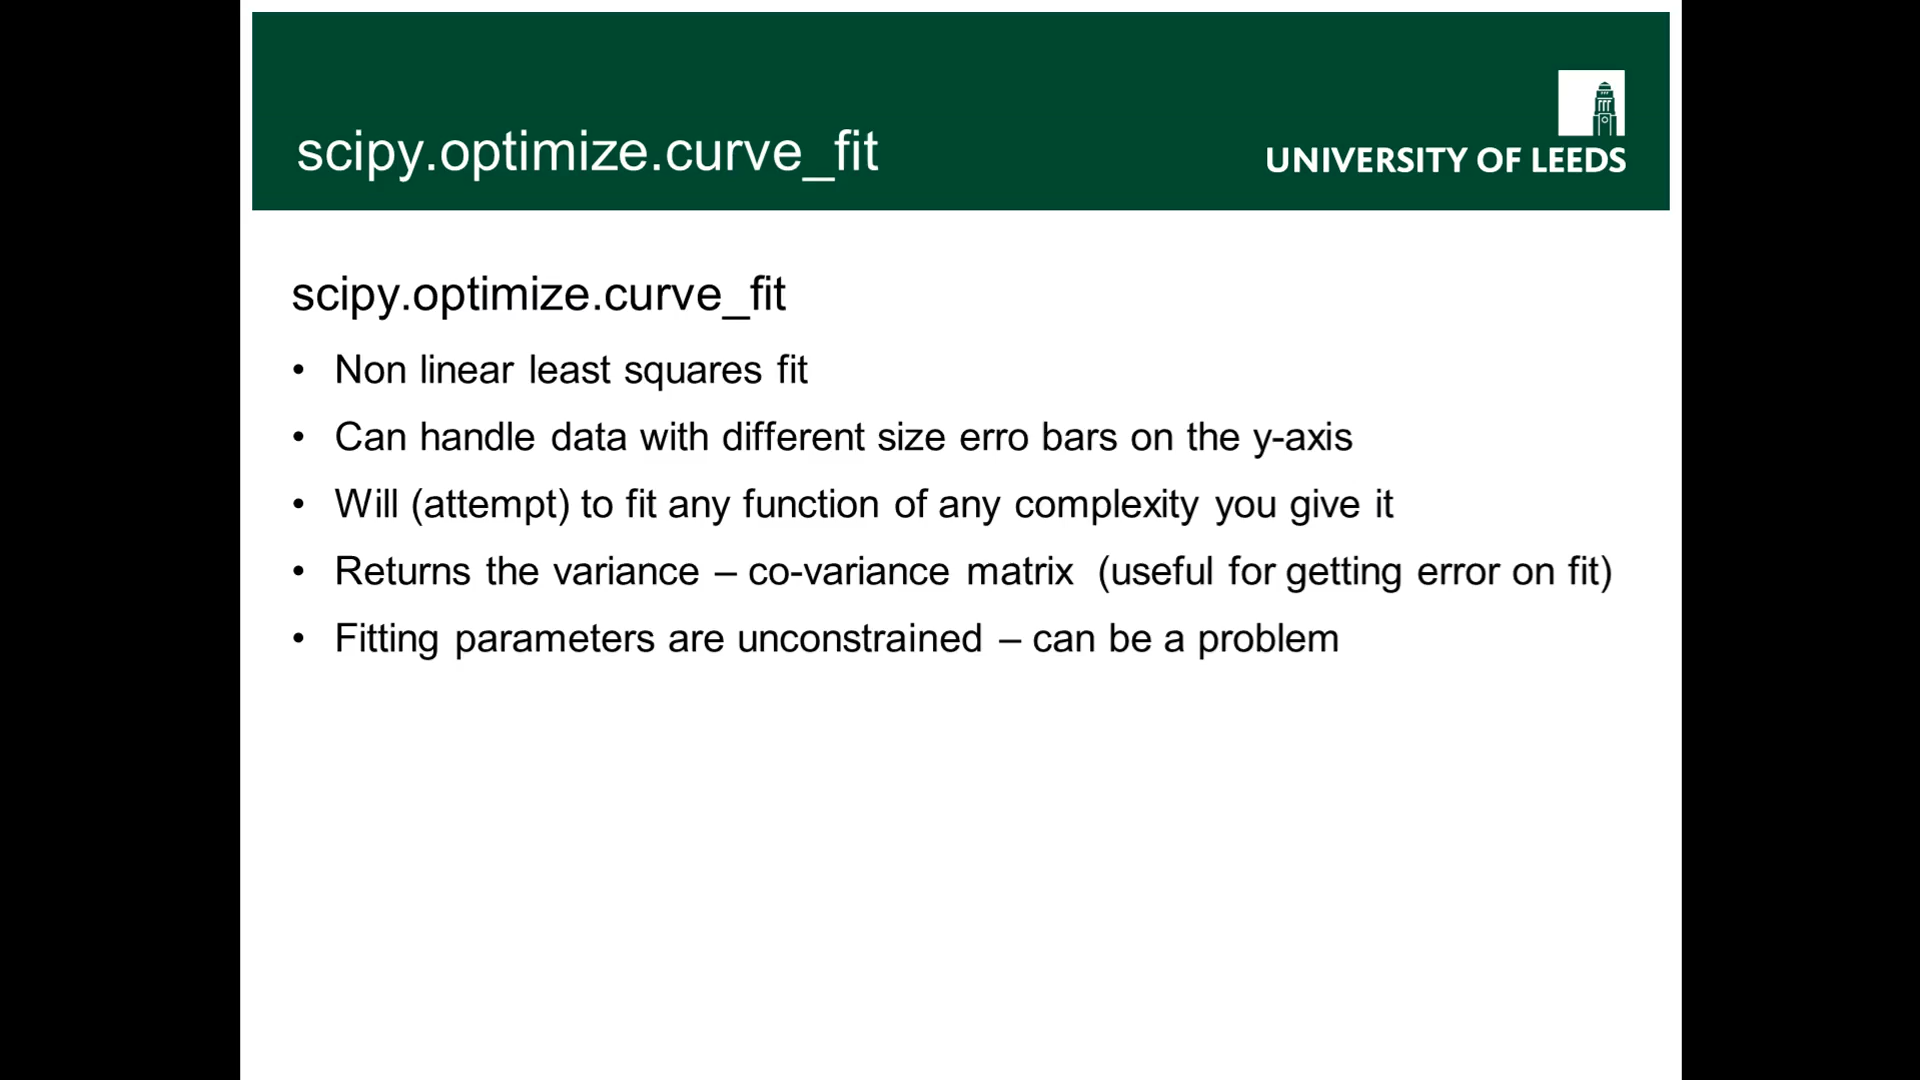 scipy.optimize.curve_fit
UNIVERSITY OF LEEDS
scipy.optimize.curve_fit
• Non linear least squares fit
• Can handle data with different size erro bars on the y-axis
• Will (attempt) to fit any function of any complexity you give it
• Returns the variance – co-variance matrix (useful for getting error on fit)
• Fitting parameters are unconstrained – can be a problem